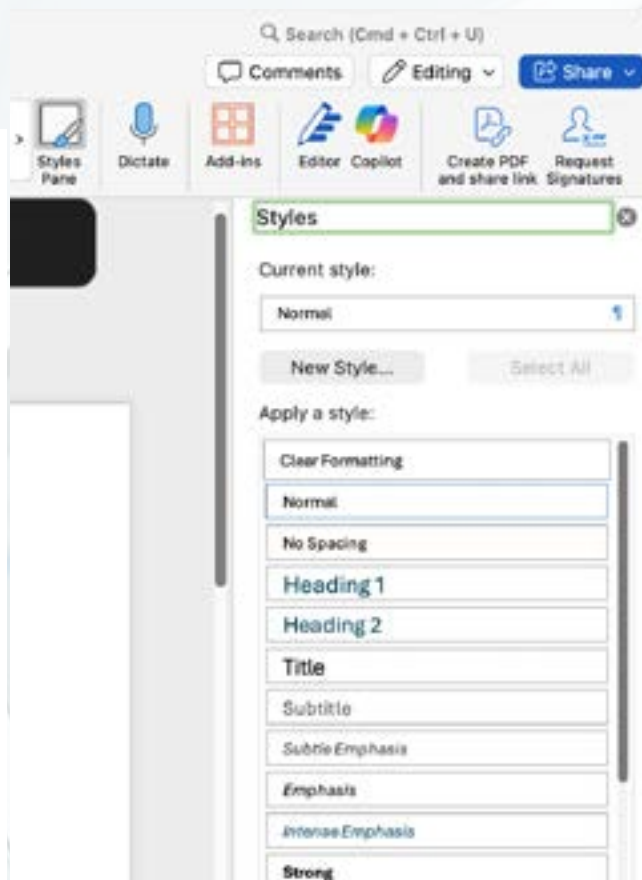 Search (Cmd + Ctrl + U)
Comments Editing Share
Styles Pane Dictate Add-ins Editor Copilot Create PDF and share link Request Signatures
Styles
Current style:
Normal ¶
New Style... Select All
Apply a style:
Clear Formatting
Normal
No Spacing
Heading 1
Heading 2
Title
Subtitle
Subtle Emphasis
Emphasis
Intense Emphasis
Strong